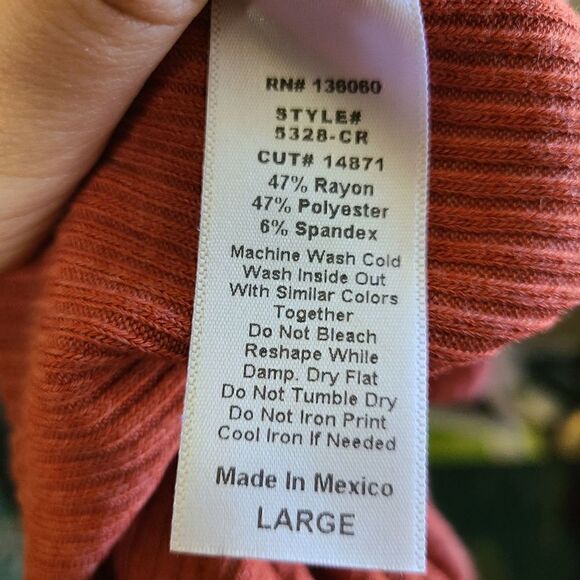 RN# 136060
STYLE#
5328-CR
CUT# 14871
47% Rayon
47% Polyester
6% Spandex
Machine Wash Cold
Wash Inside Out
With Similar Colors
Together
Do Not Bleach
Reshape While
Damp. Dry Flat
Do Not Tumble Dry
Do Not Iron Print
Cool Iron If Needed
Made In Mexico
LARGE